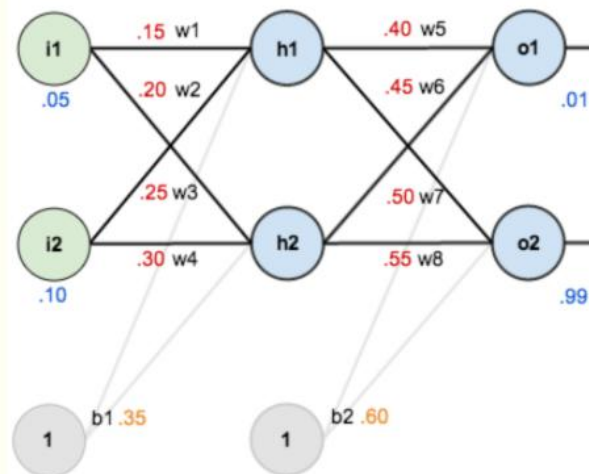 .15 w1
.40 w5
i1
h1
o1
.20 w2
.45 w6
.05
.01
.25 w3
.50 w7
i2
h2
o2
.30 w4
.55 w8
.10
.99
b1 .35
b2 .60
1
1